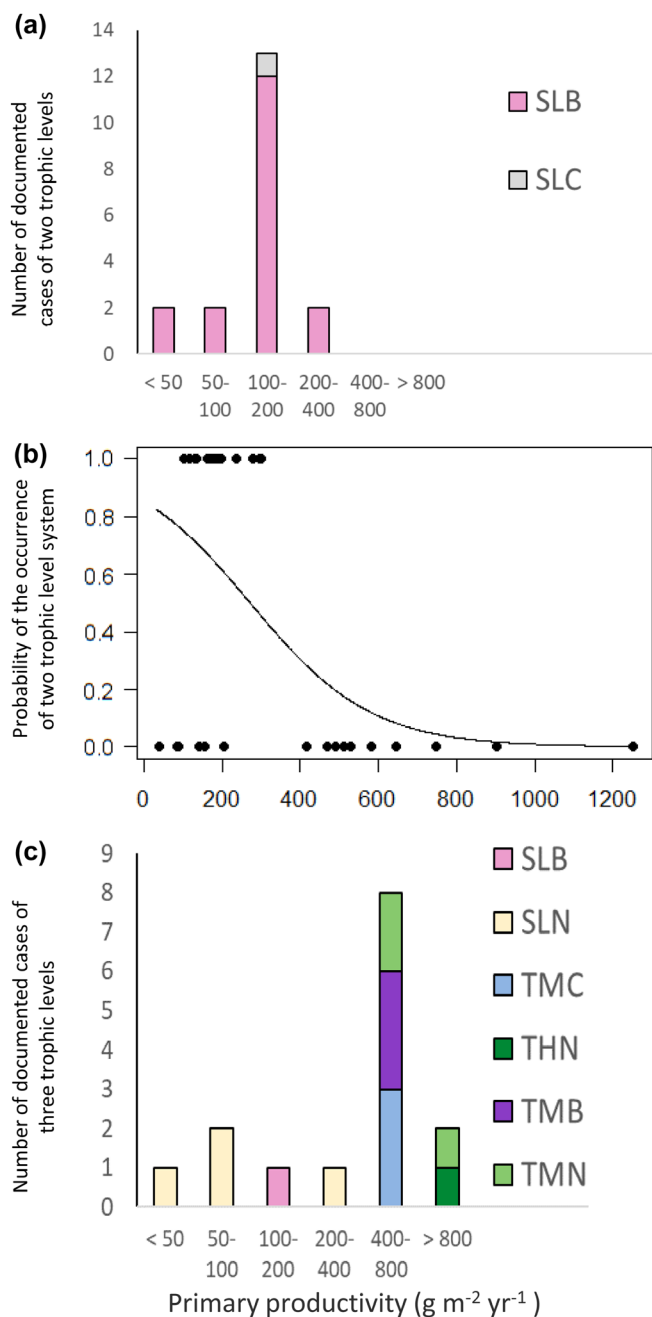 (a)
Number of documented
cases of two trophic levels
14
12
10
8
6
4
2
0
< 50
50-
100
100-
200
200-
400
400-
800
> 800
SLB
SLC
(b)
Probability of the occurrence
of two trophic level system
1.0
0.8
0.6
0.4
0.2
0.0
0 200 400 600 800 1000 1200
(c)
Number of documented cases of
three trophic levels
9
8
7
6
5
4
3
2
1
0
< 50
50-
100
100-
200
200-
400
400-
800
> 800
SLB
SLN
TMC
THN
TMB
TMN
Primary productivity (g m⁻² yr⁻¹ )